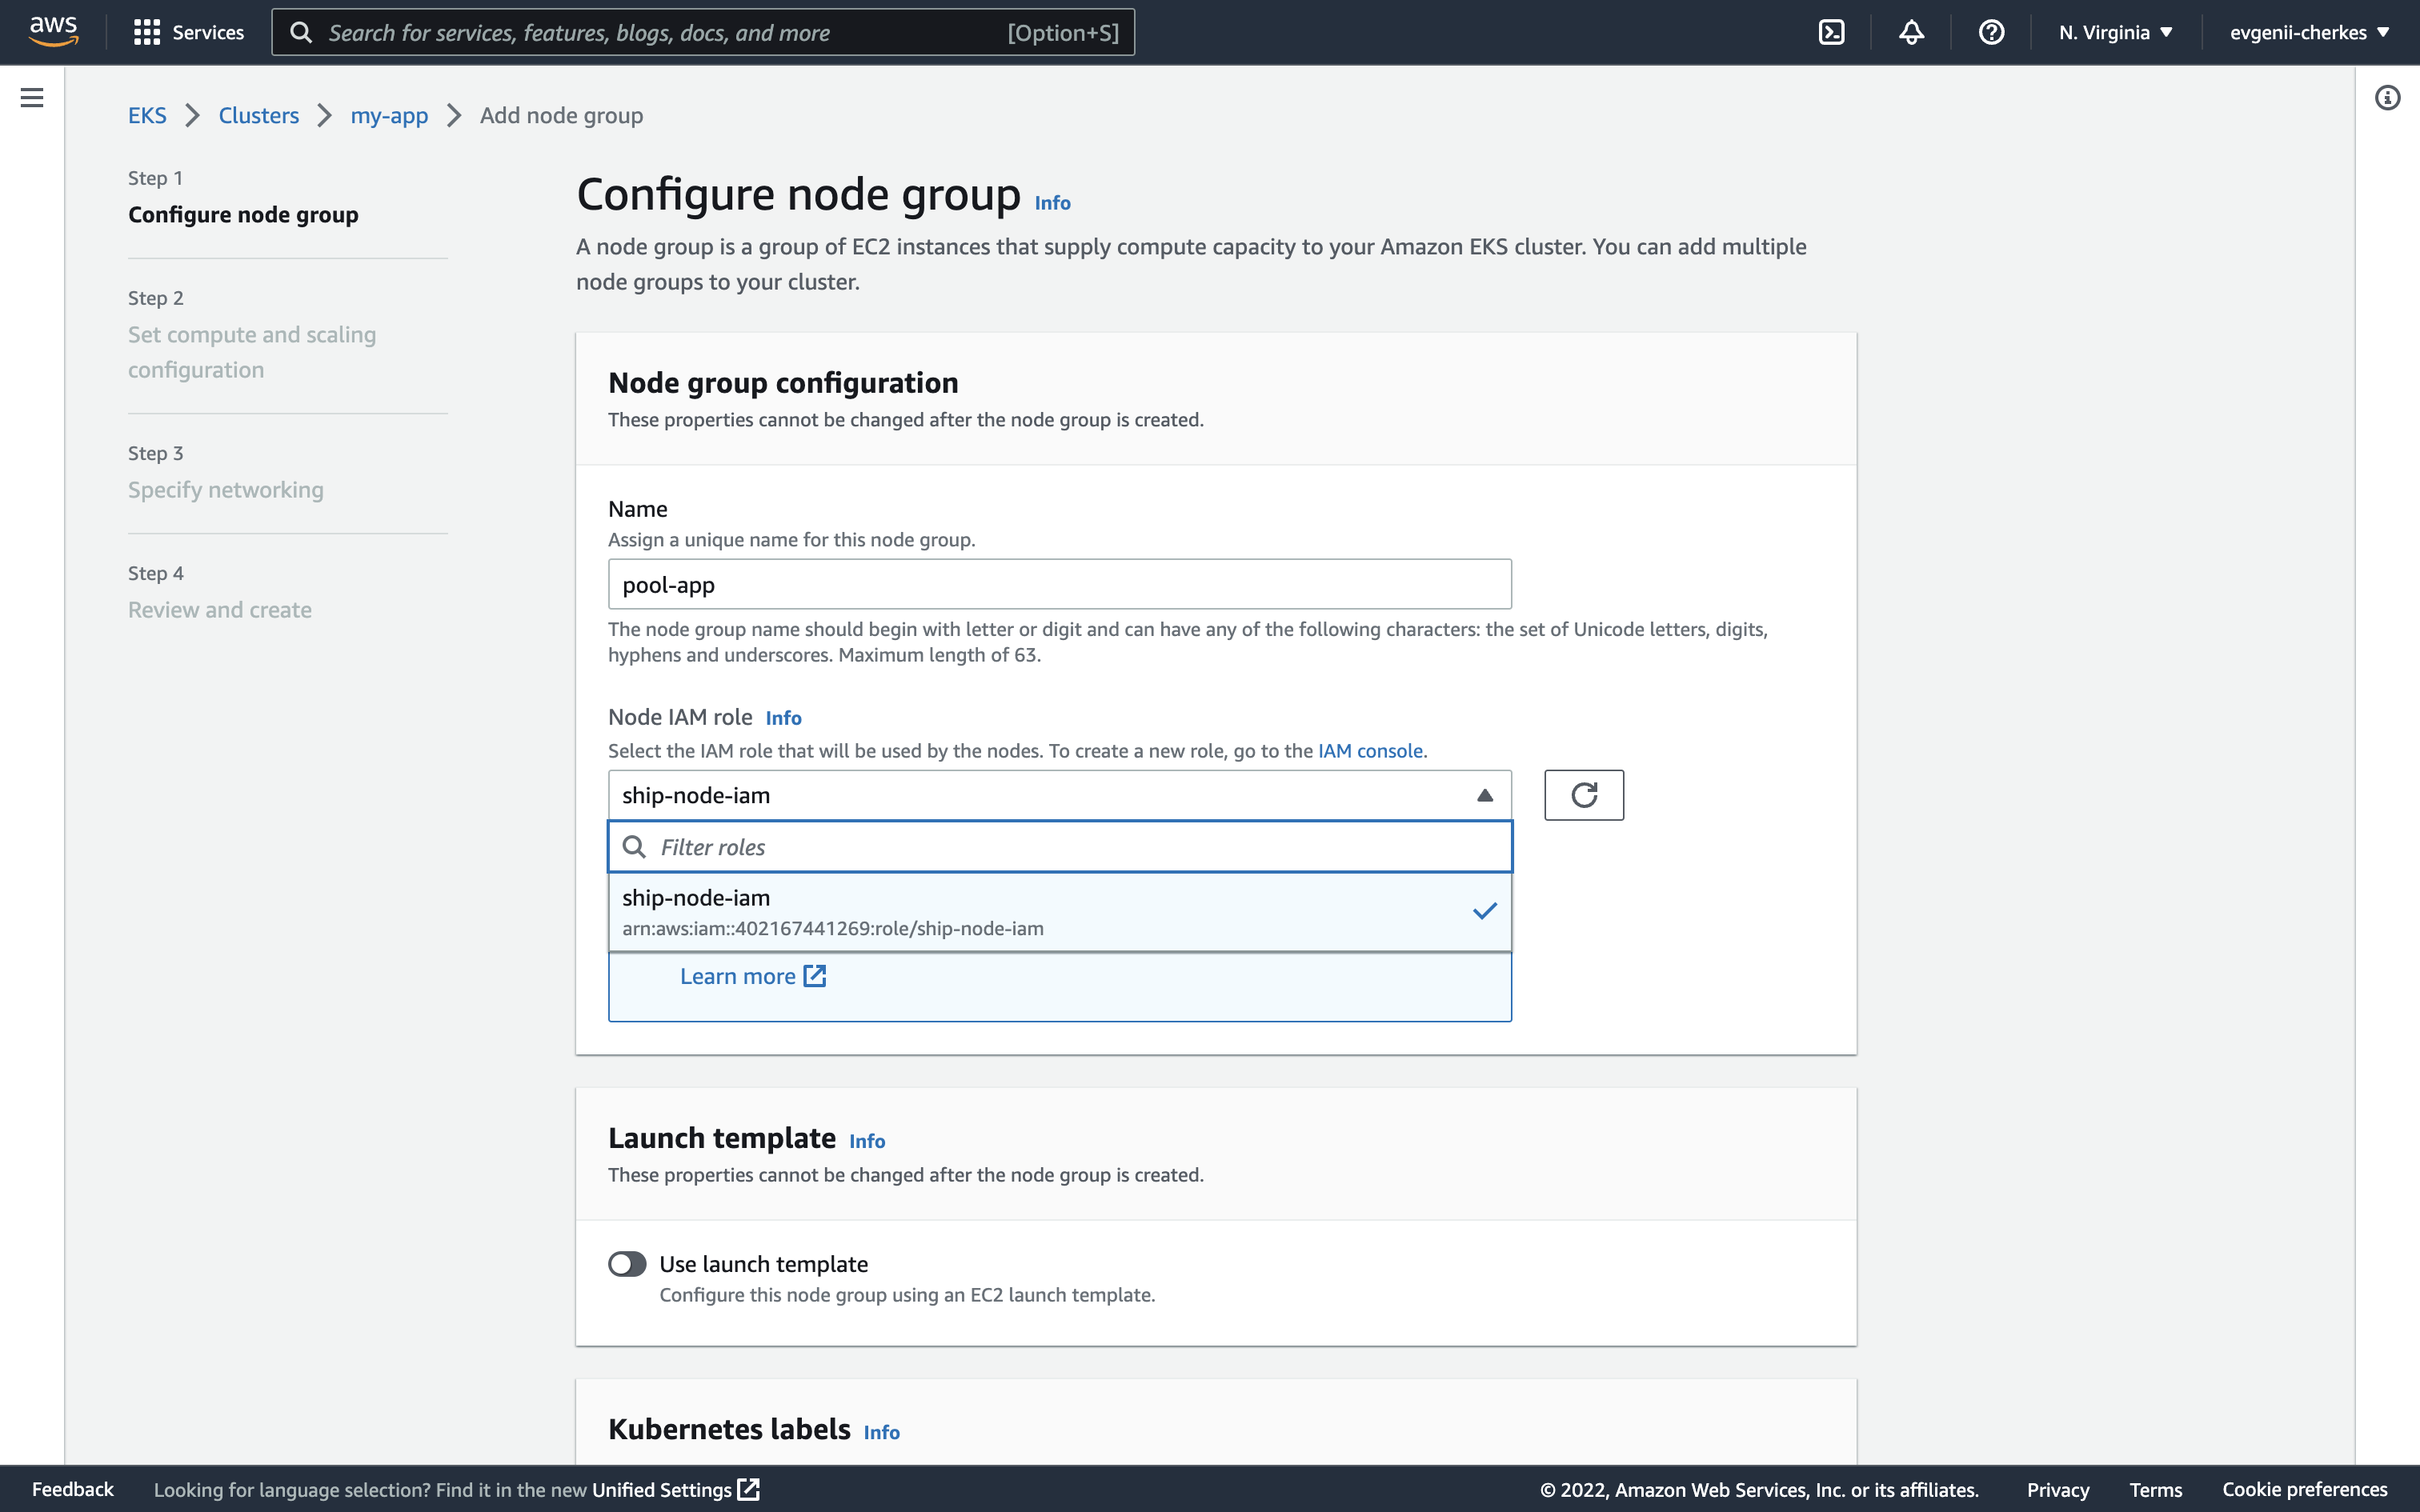 aws
Services
Search for services, features, blogs, docs, and more
[Option+S]
N. Virginia
evgenii-cherkes
EKS
Clusters
my-app
Add node group
Step 1
Configure node group
Step 2
Set compute and scaling
configuration
Step 3
Specify networking
Step 4
Review and create
Configure node group Info
A node group is a group of EC2 instances that supply compute capacity to your Amazon EKS cluster. You can add multiple
node groups to your cluster.
Node group configuration
These properties cannot be changed after the node group is created.
Name
Assign a unique name for this node group.
pool-app
The node group name should begin with letter or digit and can have any of the following characters: the set of Unicode letters, digits,
hyphens and underscores. Maximum length of 63.
Node IAM role Info
Select the IAM role that will be used by the nodes. To create a new role, go to the IAM console.
ship-node-iam
Filter roles
ship-node-iam
arn:aws:iam::402167441269:role/ship-node-iam
Learn more
Launch template Info
These properties cannot be changed after the node group is created.
Use launch template
Configure this node group using an EC2 launch template.
Kubernetes labels Info
Feedback
Looking for language selection? Find it in the new Unified Settings
© 2022, Amazon Web Services, Inc. or its affiliates.
Privacy
Terms
Cookie preferences